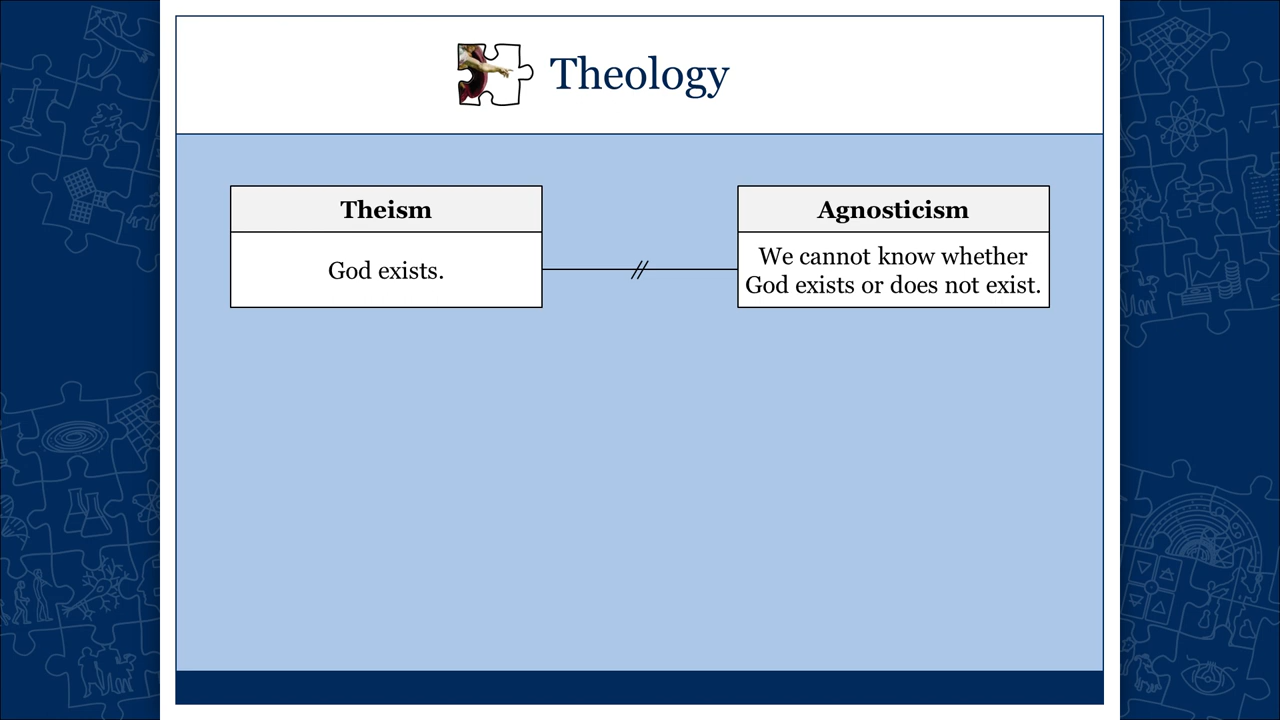 Theology
Theism
God exists.
Agnosticism
We cannot know whether
God exists or does not exist.